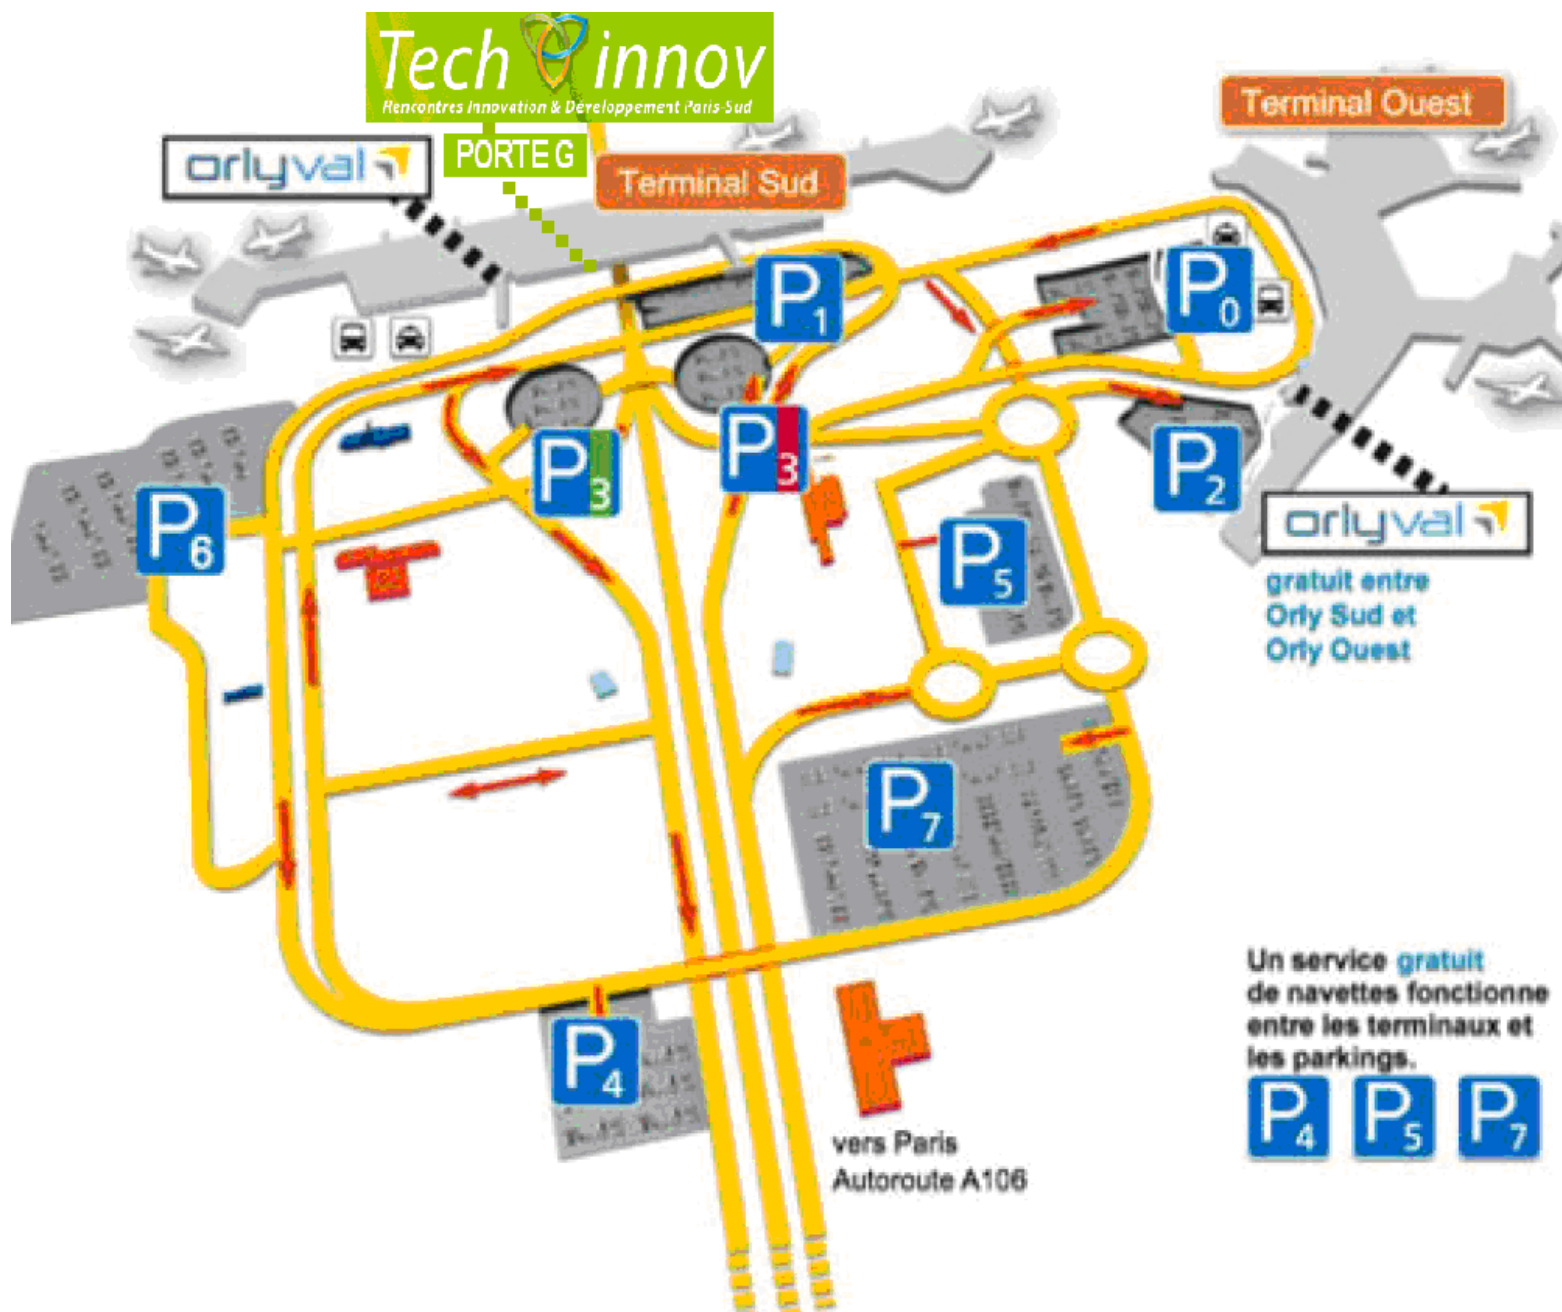 Tech innov
Rencontres Innovation & Développement Paris-Sud
PORTE G
orlyval
Terminal Sud
Terminal Ouest
P1
P0
P3
P3
P2
P6
P5
orlyval
gratuit entre
Orly Sud et
Orly Ouest
P7
P4
vers Paris
Autoroute A106
Un service gratuit
de navettes fonctionne
entre les terminaux et
les parkings.
P4 P5 P7